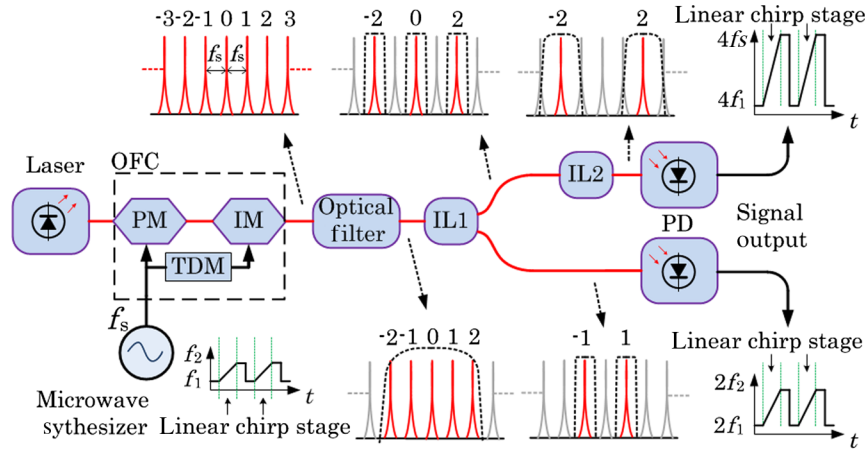 -3 -2 -1 0 1 2 3
fs fs
-2 0 2
-2 2
Linear chirp stage
4fs
4f1
t
Laser
OFC
PM
IM
TDM
Optical
filter
IL1
IL2
PD
Signal
output
fs
Microwave
sythesizer
f2
f1
t
Linear chirp stage
-2 -1 0 1 2
-1 1
Linear chirp stage
2f2
2f1
t